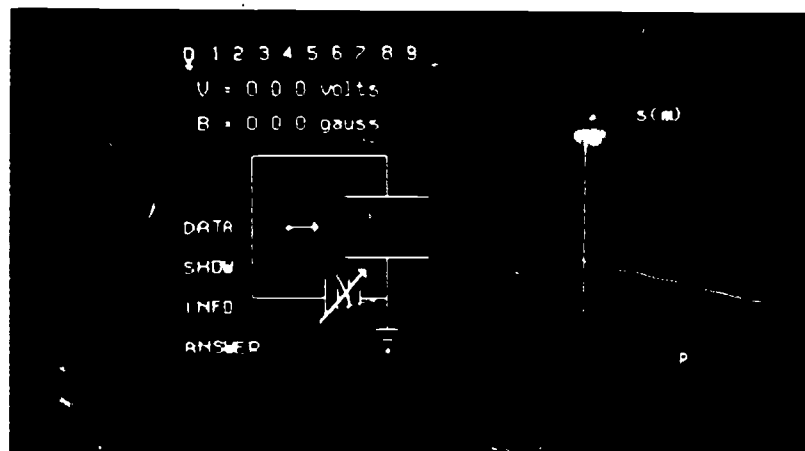 0 1 2 3 4 5 6 7 8 9
V = 0 0 0 volts
B = 0 0 0 gauss
s(m)
DATA
SHOW
INFO
ANSWER
P